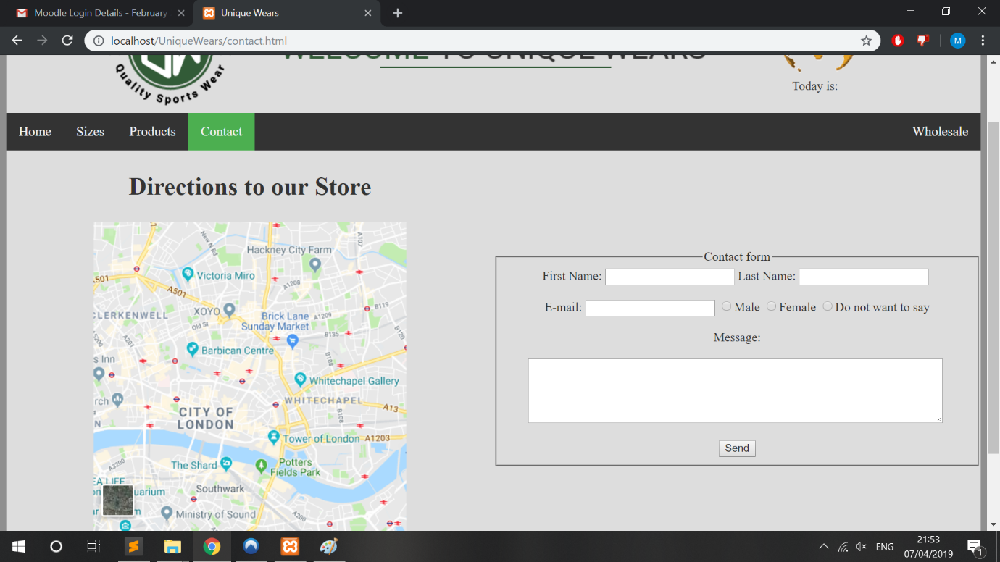 Moodle Login Details - February
Unique Wears
localhost/UniqueWears/contact.html
M
WELCOME TO UNIQUE WEARS
Quality Sports Wear
Today is:
Home
Sizes
Products
Contact
Wholesale
Directions to our Store
New N Rd
A107
Hackney City Farm
501
Victoria Miro
A1208
A501
XOYO
B119
CLERKENWELL
Old St
Brick Lane
Sunday Market
A1209
B135
B120
A5200
A201
Barbican Centre
s Inn
B108
Whitechapel Gallery
rch
WHITECHAPEL
N
A13
CITY OF
LONDON
B108
Tower of London
A1203
A3200
The Shard
Potters
Fields Park
EA LIFE
on
uarium
Southwark
Ministry of Sound
A200
Contact form
First Name:
Last Name:
E-mail:
Male
Female
Do not want to say
Message:
Send
ENG
21:53
07/04/2019
1